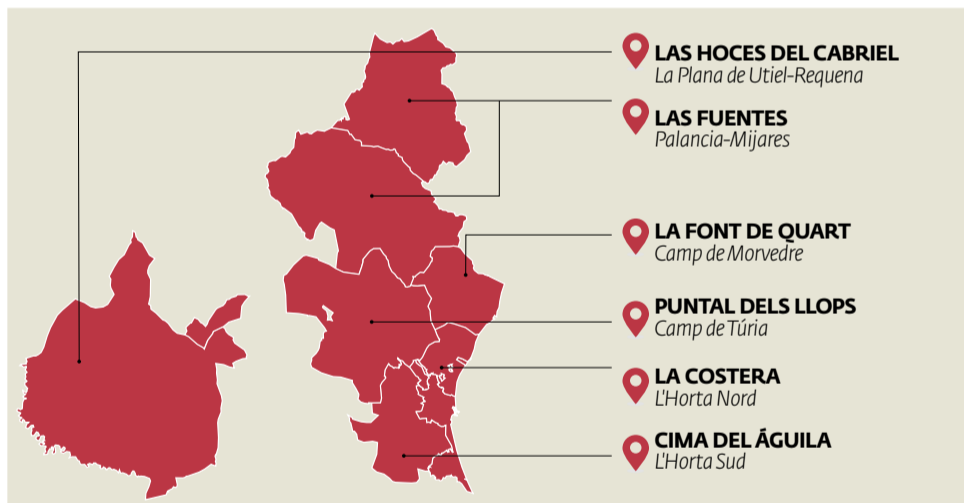 LAS HOCES DEL CABRIEL
La Plana de Utiel-Requena
LAS FUENTES
Palancia-Mijares
LA FONT DE QUART
Camp de Morvedre
PUNTAL DELS LLOPS
Camp de Túria
LA COSTERA
L'Horta Nord
CIMA DEL ÁGUILA
L'Horta Sud